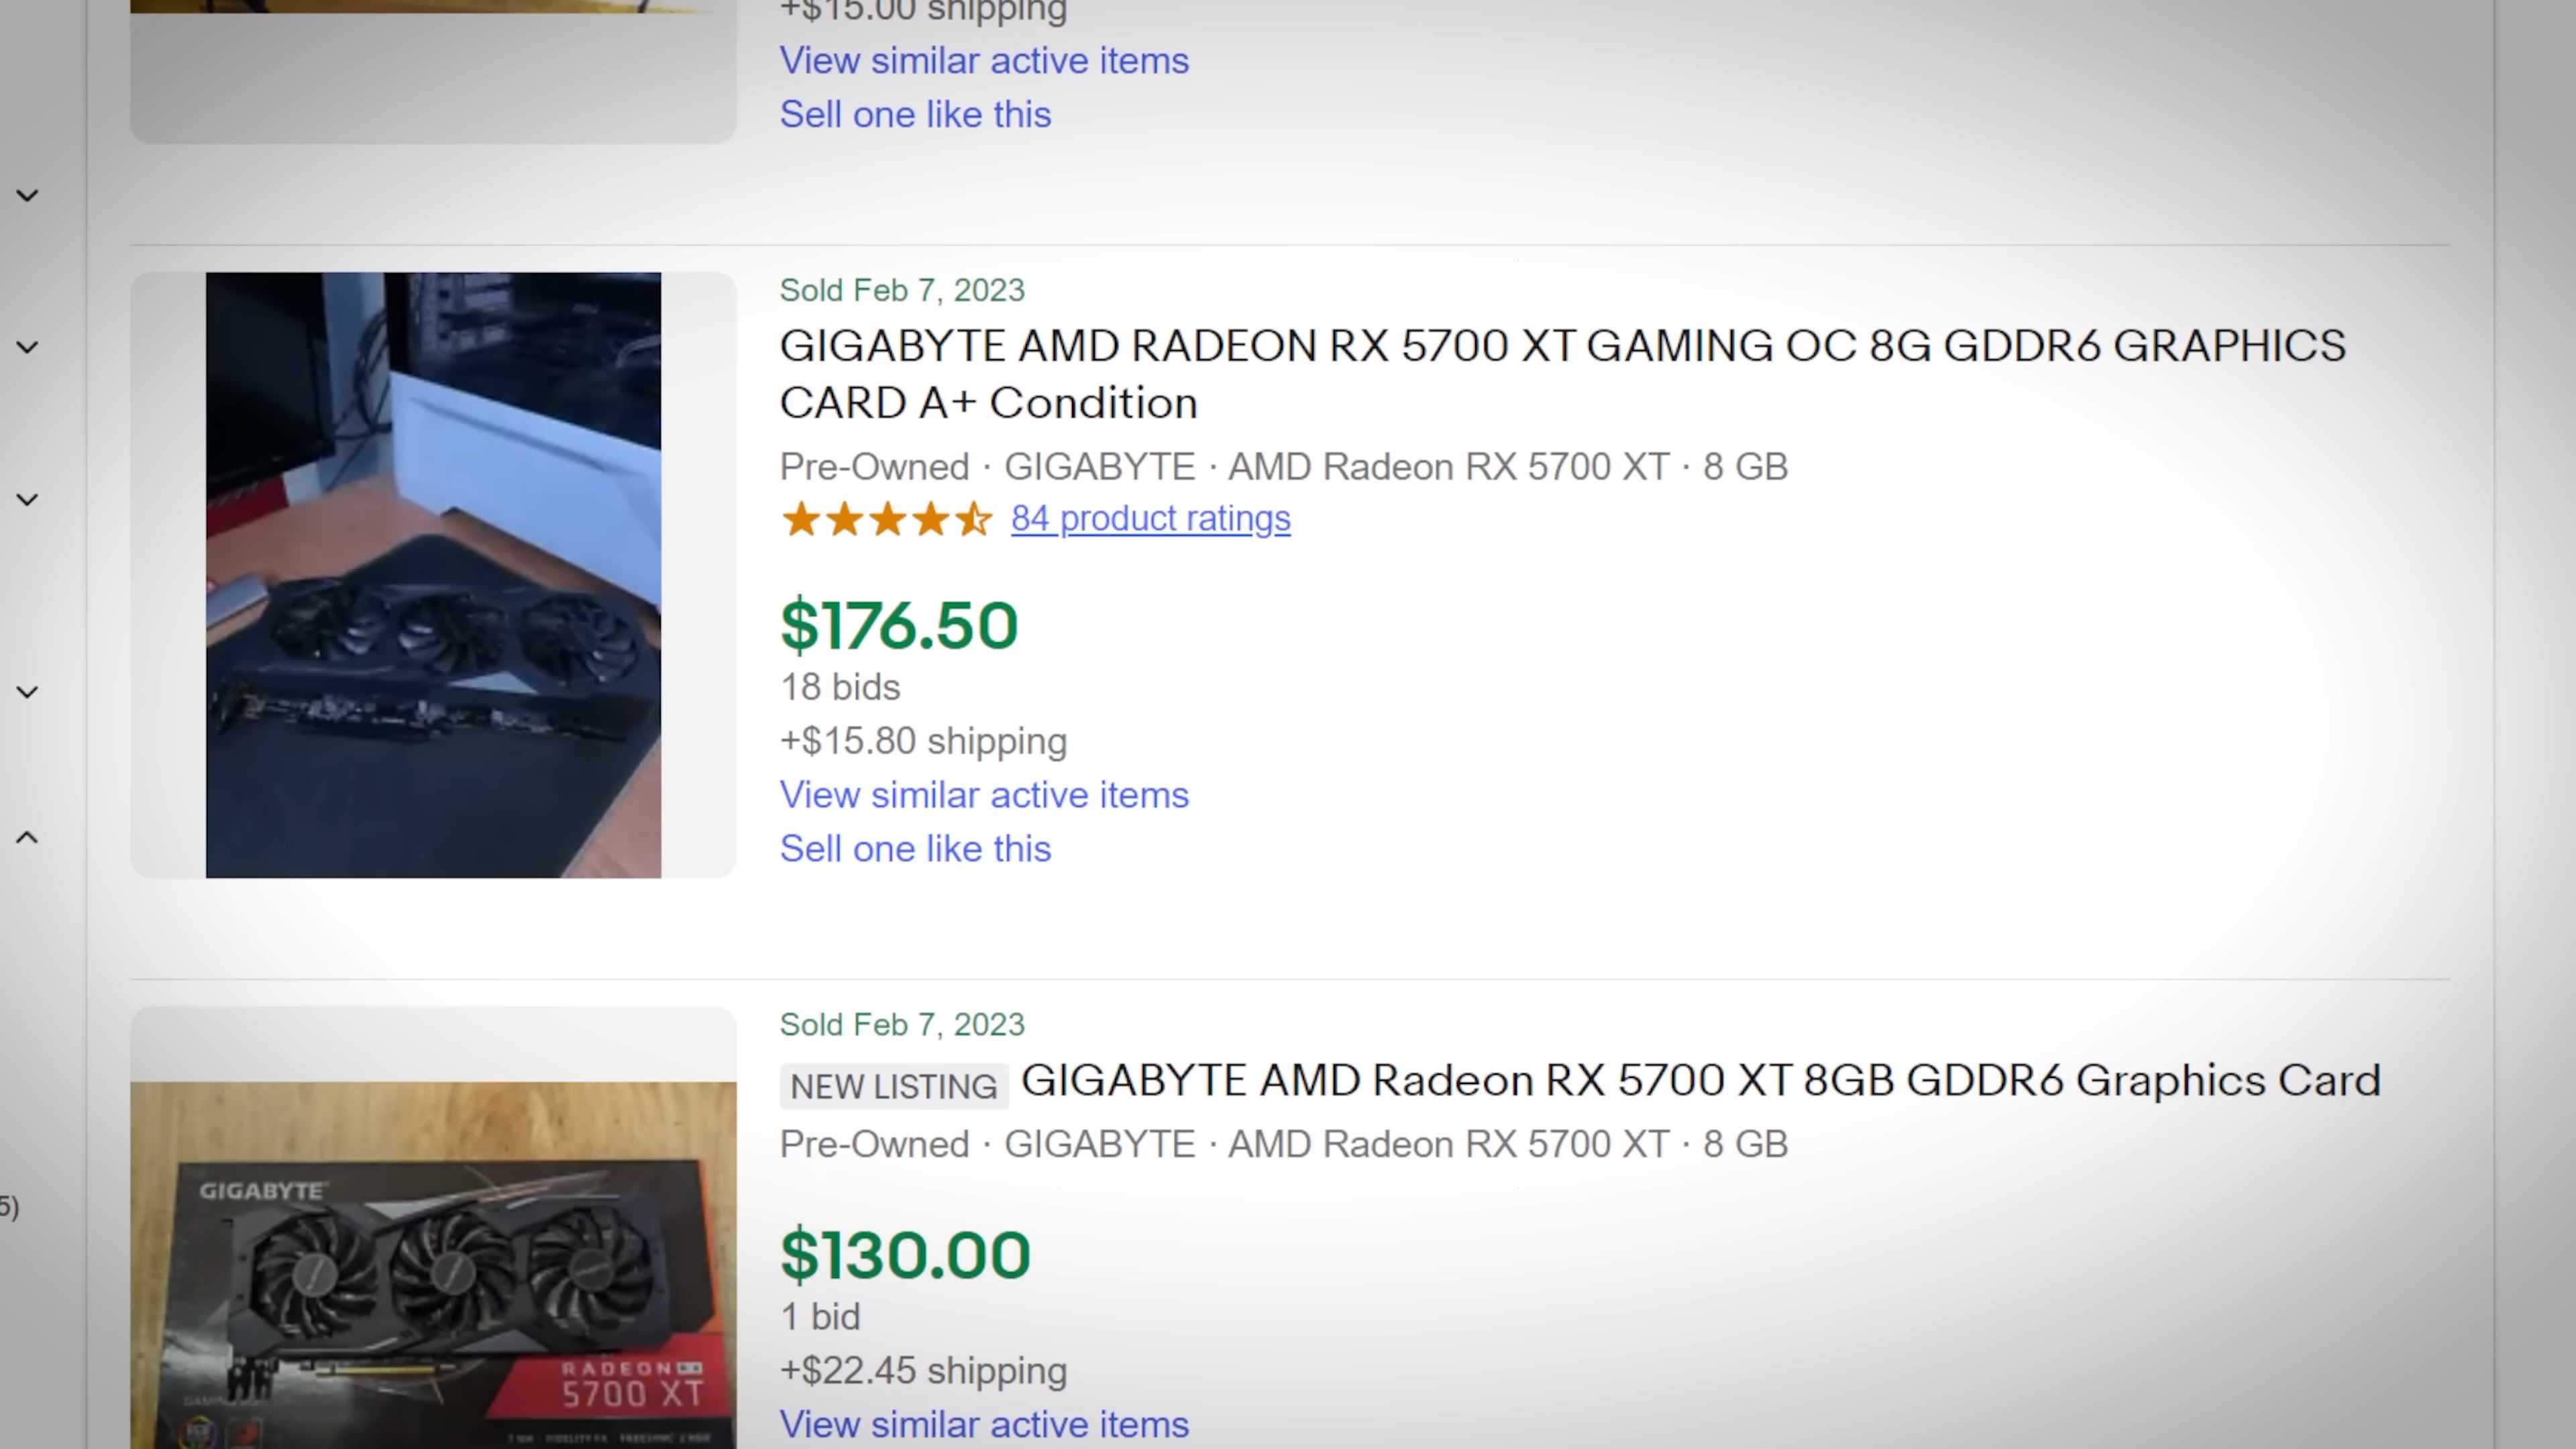 +$15.00 shipping
View similar active items
Sell one like this
Sold Feb 7, 2023
GIGABYTE AMD RADEON RX 5700 XT GAMING OC 8G GDDR6 GRAPHICS
CARD A+ Condition
Pre-Owned · GIGABYTE · AMD Radeon RX 5700 XT · 8 GB
84 product ratings
$176.50
18 bids
+$15.80 shipping
View similar active items
Sell one like this
Sold Feb 7, 2023
NEW LISTING GIGABYTE AMD Radeon RX 5700 XT 8GB GDDR6 Graphics Card
Pre-Owned · GIGABYTE · AMD Radeon RX 5700 XT · 8 GB
5)
GIGABYTE
$130.00
1 bid
+$22.45 shipping
RADEON
5700 XT
View similar active items